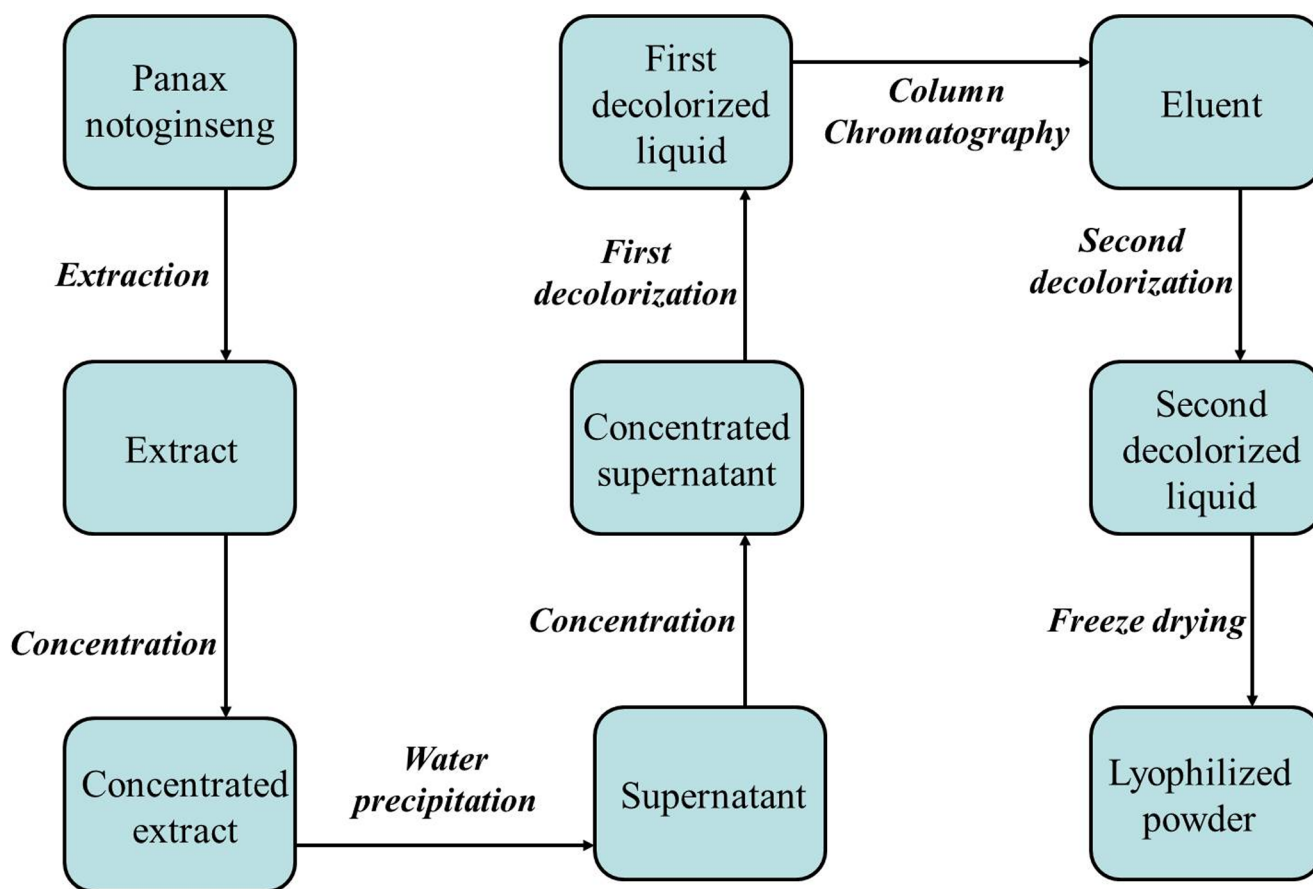 Panax
notoginseng
Extraction
Extract
Concentration
Concentrated
extract
Water
precipitation
Supernatant
Concentration
Concentrated
supernatant
First
decolorization
First
decolorized
liquid
Column
Chromatography
Eluent
Second
decolorization
Second
decolorized
liquid
Freeze drying
Lyophilized
powder